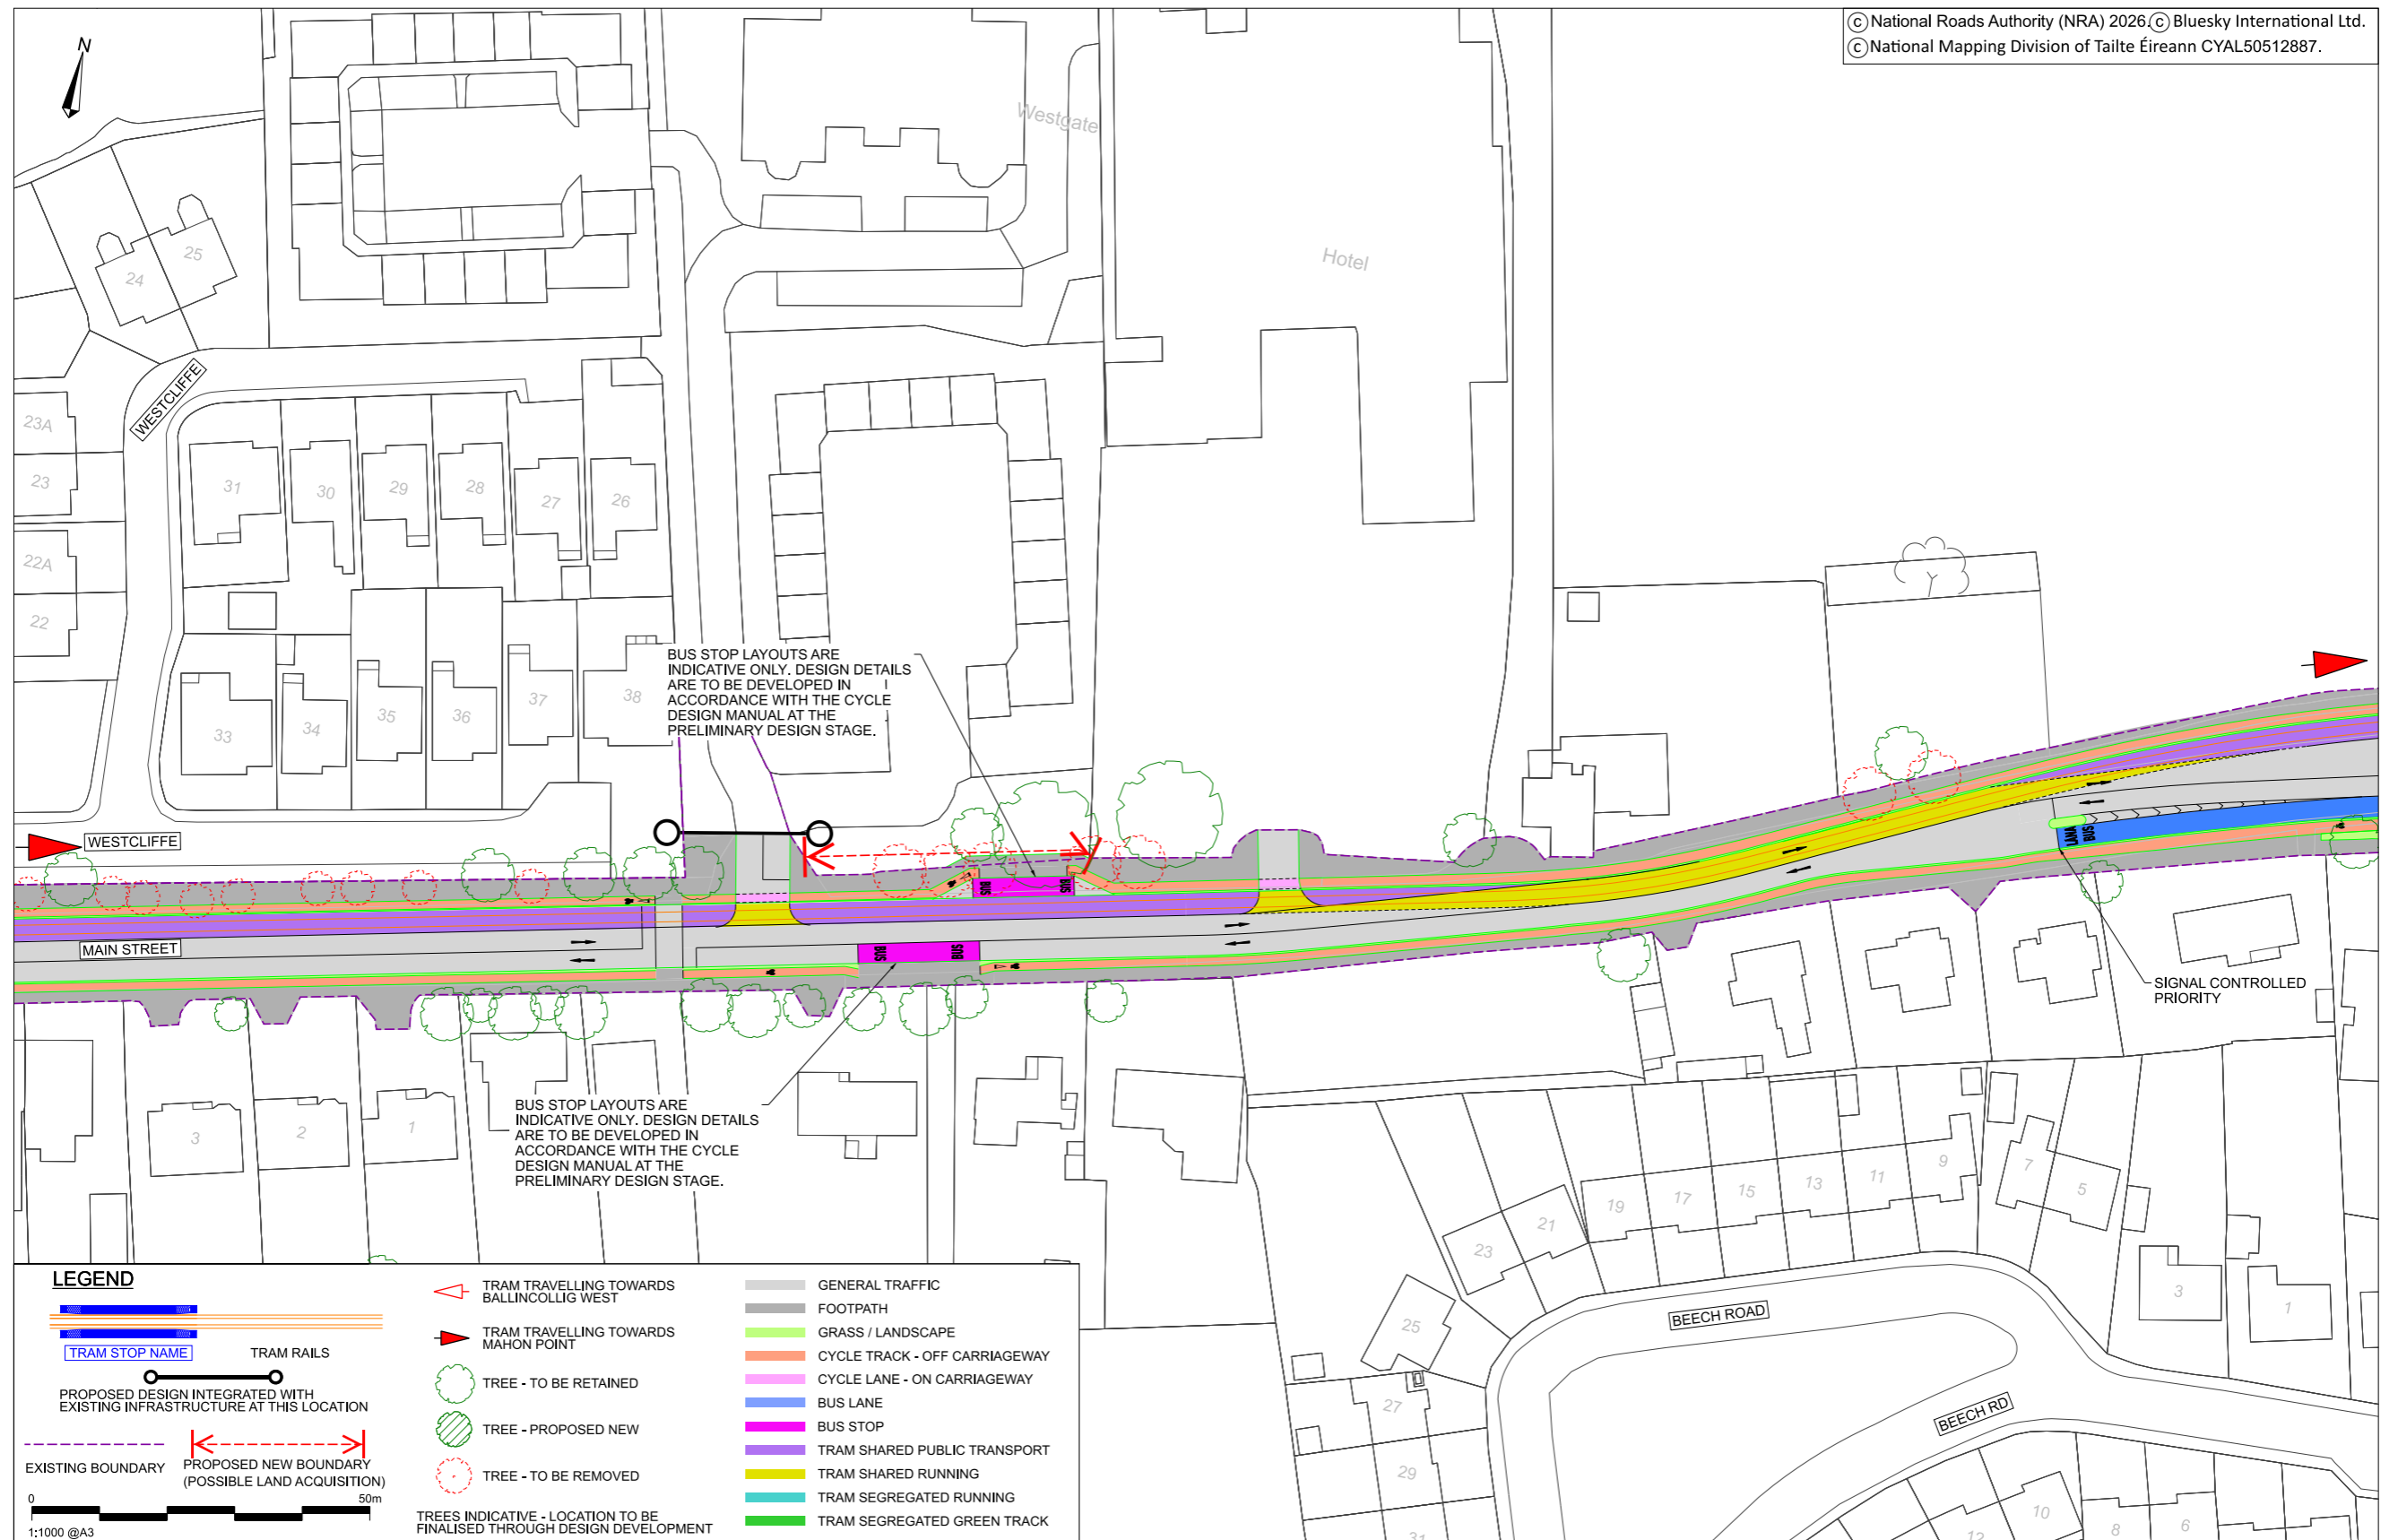 ⓒ National Roads Authority (NRA) 2026. ⓒ Bluesky International Ltd.
ⓒ National Mapping Division of Tailte Éireann CYAL50512887.
N
Westgate
Hotel
25
24
WESTCLIFFE
23A
23
22A
22
31
30
29
28
27
26
33
34
35
36
37
38
BUS STOP LAYOUTS ARE
INDICATIVE ONLY. DESIGN DETAILS
ARE TO BE DEVELOPED IN
ACCORDANCE WITH THE CYCLE
DESIGN MANUAL AT THE
PRELIMINARY DESIGN STAGE.
WESTCLIFFE
MAIN STREET
BUS
BUS
BUS
BUS
LANA
BUS
SIGNAL CONTROLLED
PRIORITY
BUS STOP LAYOUTS ARE
INDICATIVE ONLY. DESIGN DETAILS
ARE TO BE DEVELOPED IN
ACCORDANCE WITH THE CYCLE
DESIGN MANUAL AT THE
PRELIMINARY DESIGN STAGE.
3
2
1
23
21
19
17
15
13
11
9
7
5
3
1
25
27
29
31
BEECH ROAD
BEECH RD
12
10
8
6
LEGEND
TRAM STOP NAME
TRAM RAILS
PROPOSED DESIGN INTEGRATED WITH
EXISTING INFRASTRUCTURE AT THIS LOCATION
EXISTING BOUNDARY
PROPOSED NEW BOUNDARY
(POSSIBLE LAND ACQUISITION)
0
50m
1:1000 @A3
TRAM TRAVELLING TOWARDS
BALLINCOLLIG WEST
TRAM TRAVELLING TOWARDS
MAHON POINT
TREE - TO BE RETAINED
TREE - PROPOSED NEW
TREE - TO BE REMOVED
TREES INDICATIVE - LOCATION TO BE
FINALISED THROUGH DESIGN DEVELOPMENT
GENERAL TRAFFIC
FOOTPATH
GRASS / LANDSCAPE
CYCLE TRACK - OFF CARRIAGEWAY
CYCLE LANE - ON CARRIAGEWAY
BUS LANE
BUS STOP
TRAM SHARED PUBLIC TRANSPORT
TRAM SHARED RUNNING
TRAM SEGREGATED RUNNING
TRAM SEGREGATED GREEN TRACK